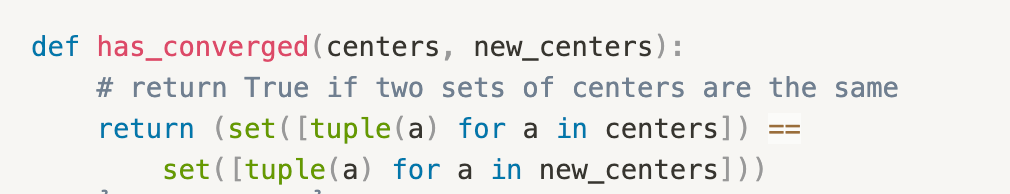 def has_converged(centers, new_centers):
    # return True if two sets of centers are the same
    return (set([tuple(a) for a in centers]) ==
        set([tuple(a) for a in new_centers]))